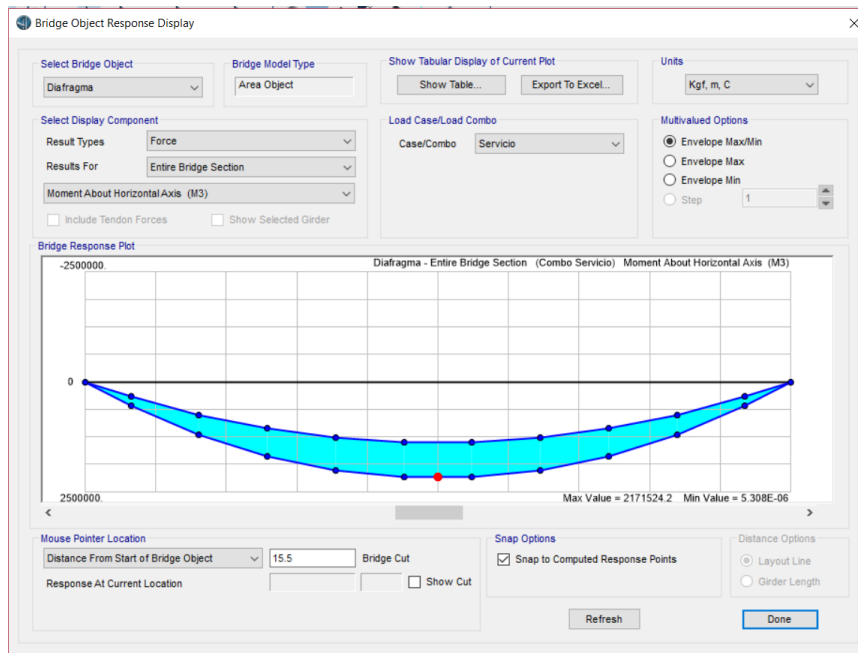 Bridge Object Response Display
Select Bridge Object
Diafragma
Bridge Model Type
Area Object
Show Tabular Display of Current Plot
Show Table...
Export To Excel...
Units
Kgf, m, C
Select Display Component
Result Types
Force
Results For
Entire Bridge Section
Moment About Horizontal Axis (M3)
Include Tendon Forces
Show Selected Girder
Load Case/Load Combo
Case/Combo
Servicio
Multivalued Options
Envelope Max/Min
Envelope Max
Envelope Min
Step
1
Bridge Response Plot
-2500000.
Diafragma - Entire Bridge Section (Combo Servicio) Moment About Horizontal Axis (M3)
0
2500000.
Max Value = 2171524.2 Min Value = 5.308E-06
Mouse Pointer Location
Distance From Start of Bridge Object
15.5
Bridge Cut
Response At Current Location
Show Cut
Snap Options
Snap to Computed Response Points
Distance Options
Layout Line
Girder Length
Refresh
Done